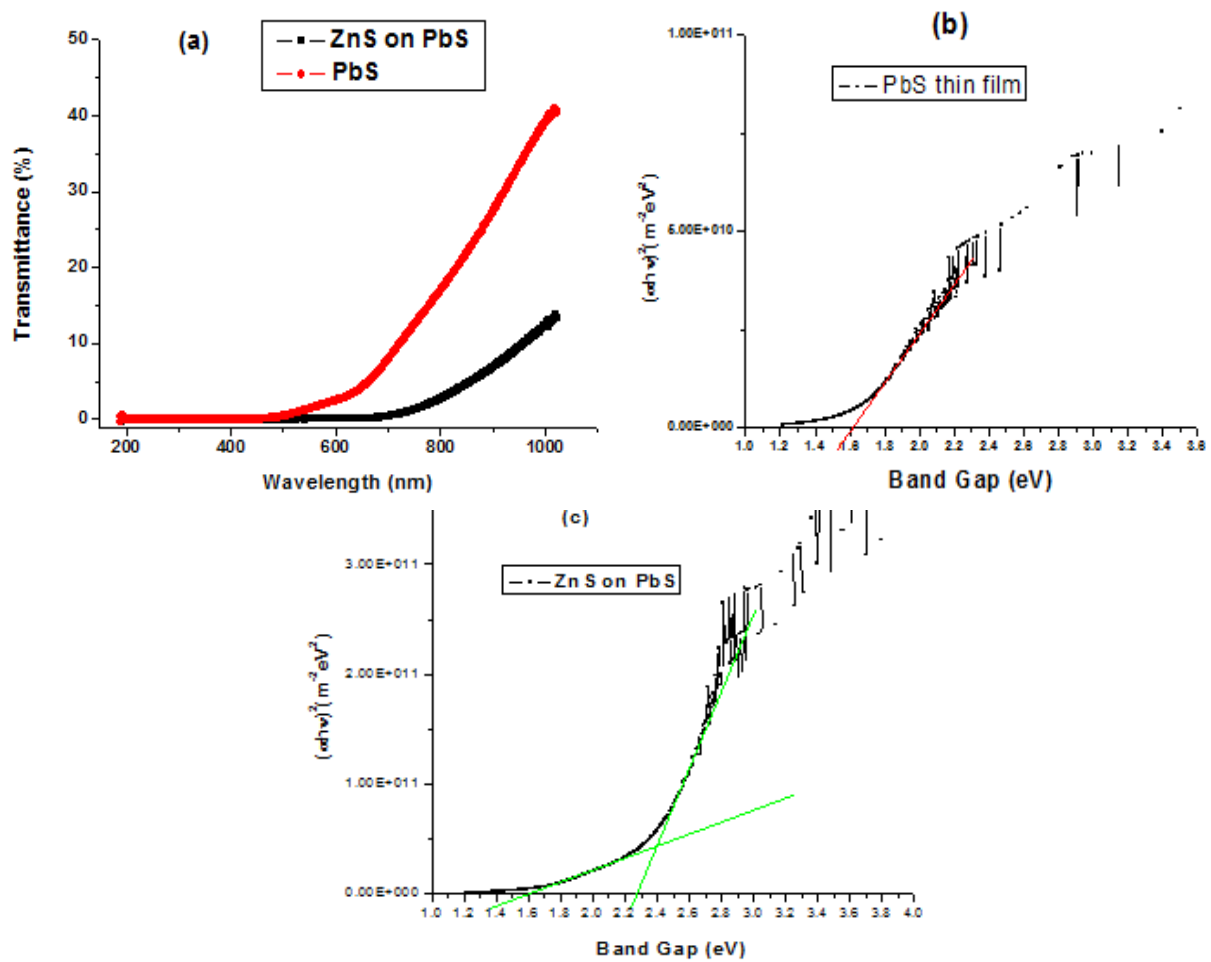 (a)
ZnS on PbS
PbS
50
40
30
20
10
0
Transmittance (%)
200 400 600 800 1000
Wavelength (nm)
(b)
PbS thin film
1.00E+011
5.00E+010
0.00E+000
(αhν)²(m⁻²eV²)
1.0 1.2 1.4 1.6 1.8 2.0 2.2 2.4 2.6 2.8 3.0 3.2 3.4 3.6
Band Gap (eV)
(c)
ZnS on PbS
3.00E+011
2.00E+011
1.00E+011
0.00E+000
(αhν)²(m⁻²eV²)
1.0 1.2 1.4 1.6 1.8 2.0 2.2 2.4 2.6 2.8 3.0 3.2 3.4 3.6 3.8 4.0
Band Gap (eV)